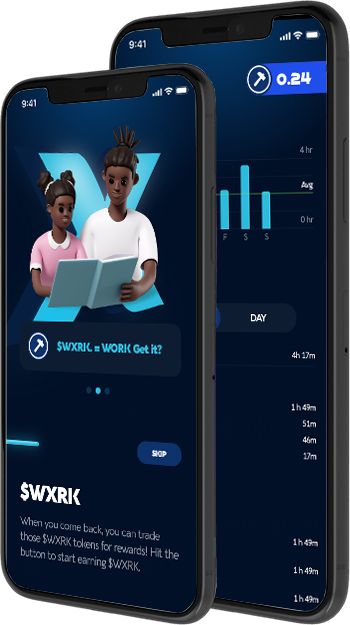 9:41
$WXRK = WORK Get it?
SKIP
$WXRK
When you come back, you can trade
those $WXRK tokens for rewards! Hit the
button to start earning $WXRK.
9:41
0.24
4 hr
Avg
0 hr
F S S
DAY
4h 17m
1 h 49m
51m
46m
17m
1 h 49m
1 h 49m
1 h 49m